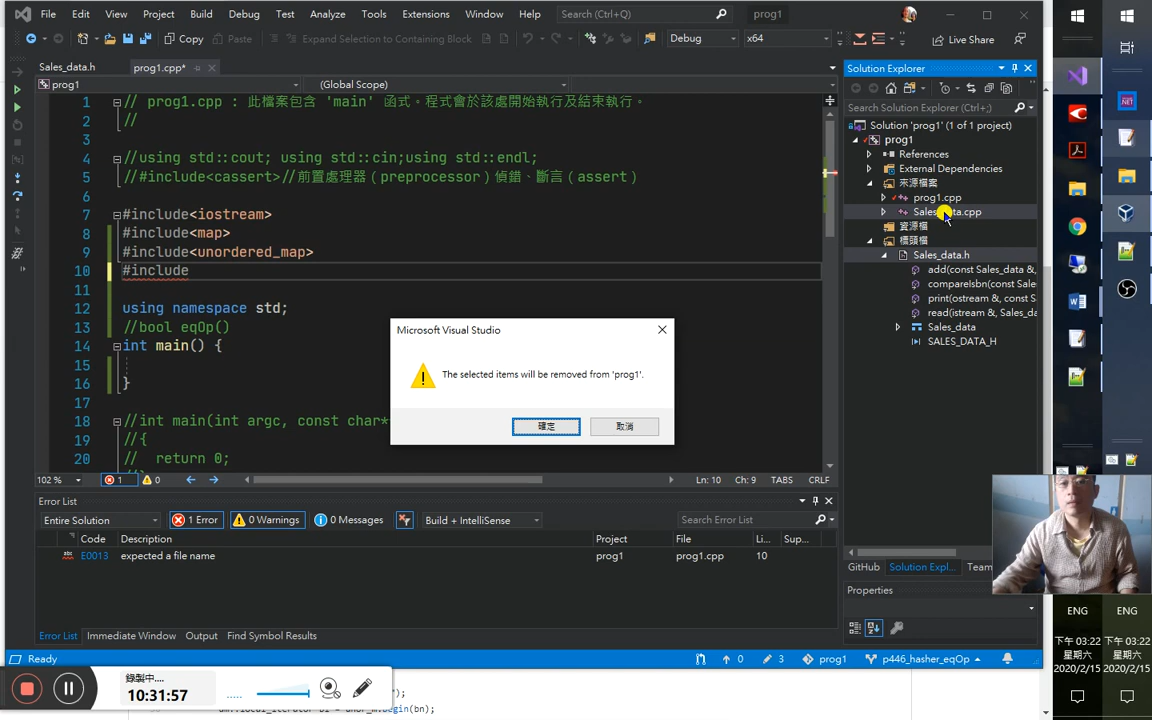 File Edit View Project Build Debug Test Analyze Tools Extensions Window Help Search (Ctrl+Q) prog1
Copy Paste Expand Selection to Containing Block Debug x64 Live Share
Sales_data.h prog1.cpp*
prog1 (Global Scope)
1 // prog1.cpp : 此檔案包含 'main' 函式。程式會於該處開始執行及結束執行。
2 //
3
4 //using std::cout; using std::cin;using std::endl;
5 //#include<cassert>//前置處理器(preprocessor)偵錯、斷言(assert)
6
7 #include<iostream>
8 #include<map>
9 #include<unordered_map>
10 #include
11
12 using namespace std;
13 //bool eqOp()
14 int main() {
15
16 }
17
18 //int main(int argc, const char*
19 //{
20 // return 0;
102 % 1 0 Ln: 10 Ch: 9 TABS CRLF
Microsoft Visual Studio
The selected items will be removed from 'prog1'.
確定 取消
Solution Explorer
Search Solution Explorer (Ctrl+;)
Solution 'prog1' (1 of 1 project)
prog1
References
External Dependencies
來源檔案
prog1.cpp
Sales_data.cpp
資源檔
標頭檔
Sales_data.h
add(const Sales_data &,
compareIsbn(const Sales
print(ostream &, const S
read(istream &, Sales_da
Sales_data
SALES_DATA_H
GitHub Solution Expl... Team
Properties
Error List
Entire Solution 1 Error 0 Warnings 0 Messages Build + IntelliSense Search Error List
Code Description Project File Li... Sup...
E0013 expected a file name prog1 prog1.cpp 10
Error List Immediate Window Output Find Symbol Results
Ready 0 3 prog1 p446_hasher_eqOp
錄製中....
10:31:57
begin(bn);
ENG ENG
下午 03:22 下午 03:22
星期六 星期六
2020/2/15 2020/2/15